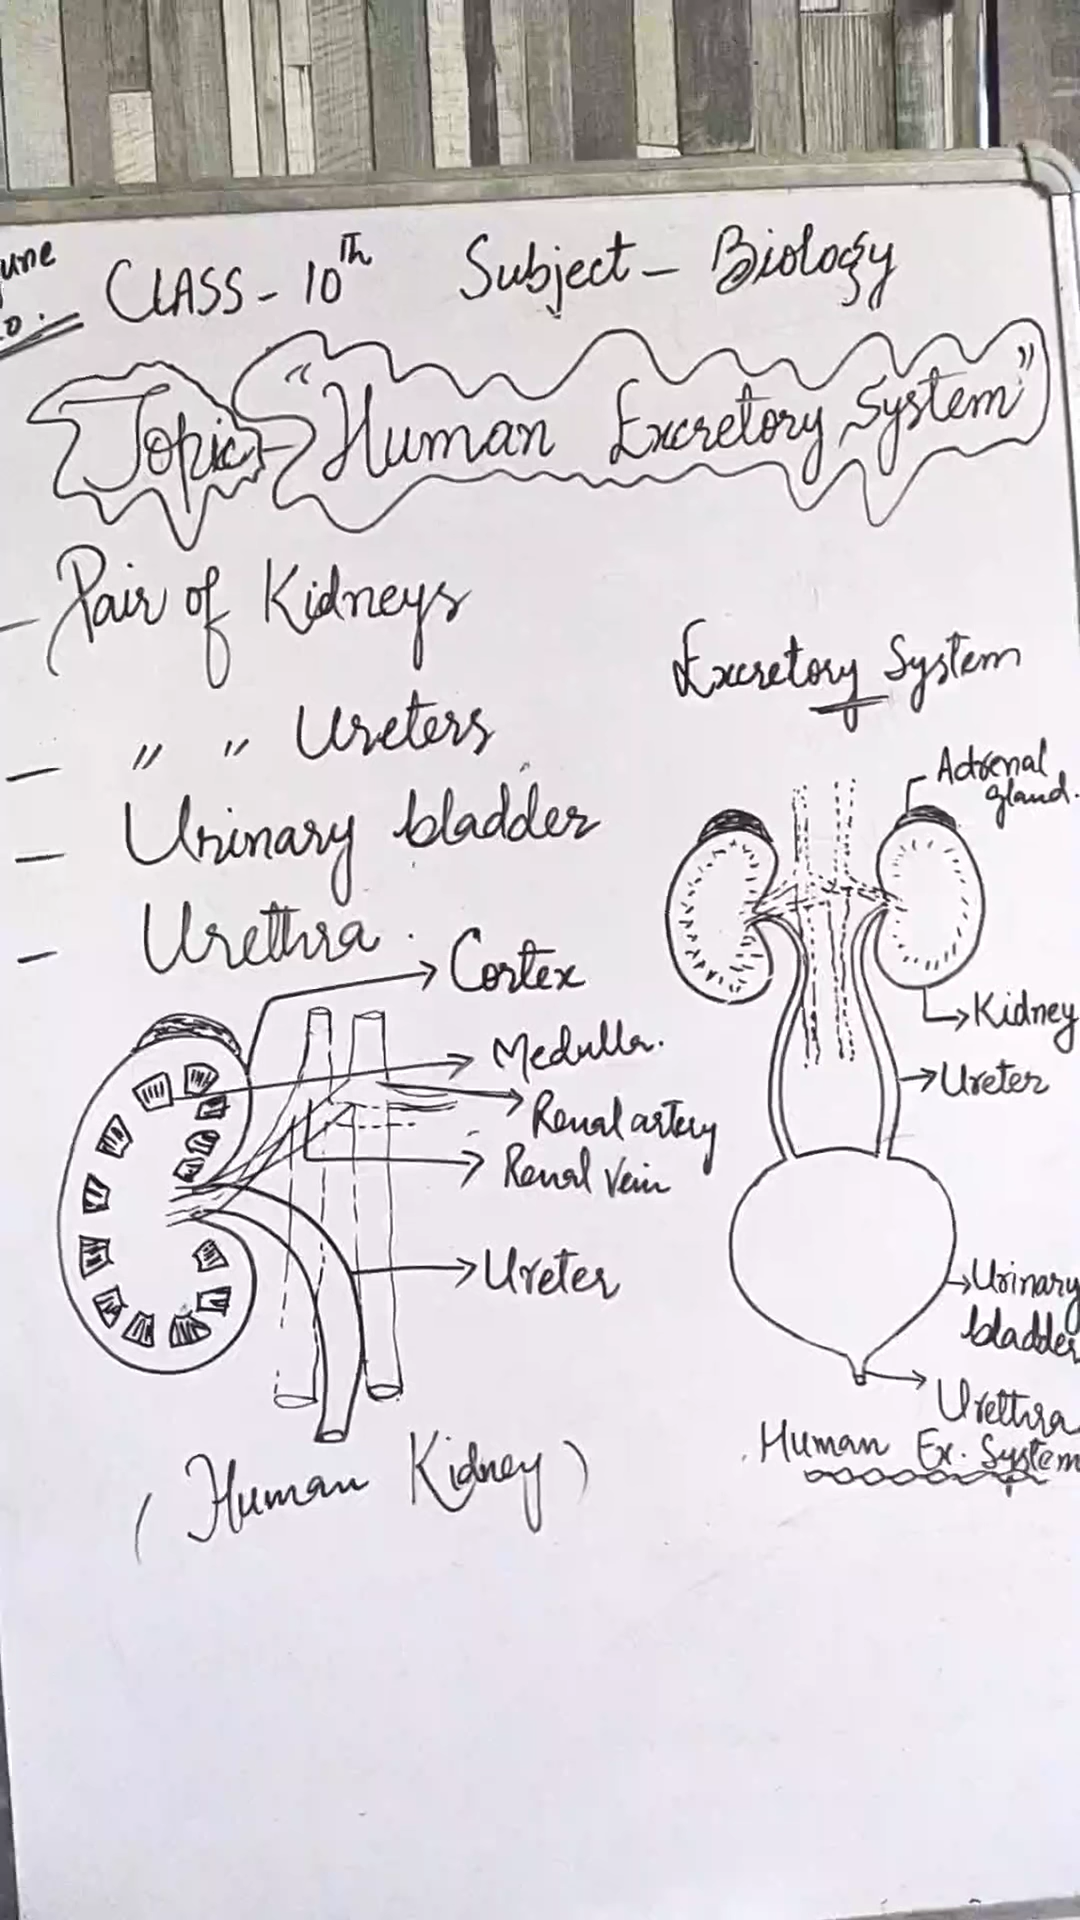 CLASS - 10th Subject - Biology
Topic - "Human Excretory System"
- Pair of Kidneys
- " " Ureters
- Urinary bladder
- Urethra.
Cortex
Medulla.
Renal artery
Renal Vein
Ureter
(Human Kidney)
Excretory System
Adrenal
gland.
Kidney
Ureter
Urinary
bladder
Urethra
Human Ex. System